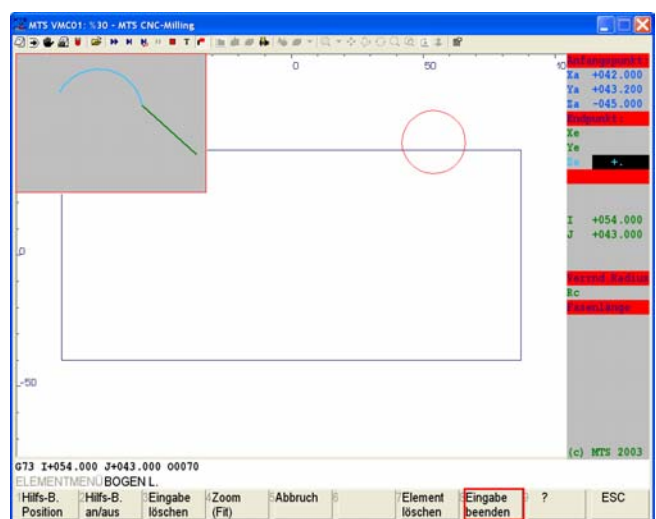 MTS VMC01: %30 - MTS CNC-Milling
0 50 100
Anfangspunkt:
Xa +042.000
Ya +043.200
Za -045.000
Endpunkt:
Xe
Ye
Ze +.
I +054.000
J +043.000
Verrnd.Radius
Rc
Fasenlänge
0
-50
(c) MTS 2003
G73 I+054.000 J+043.000 O0070
ELEMENTMENÜ BOGEN L.
1 Hilfs-B. Position 2 Hilfs-B. an/aus 3 Eingabe löschen 4 Zoom (Fit) 5 Abbruch 6 7 Element löschen 8 Eingabe beenden 9 ? ESC